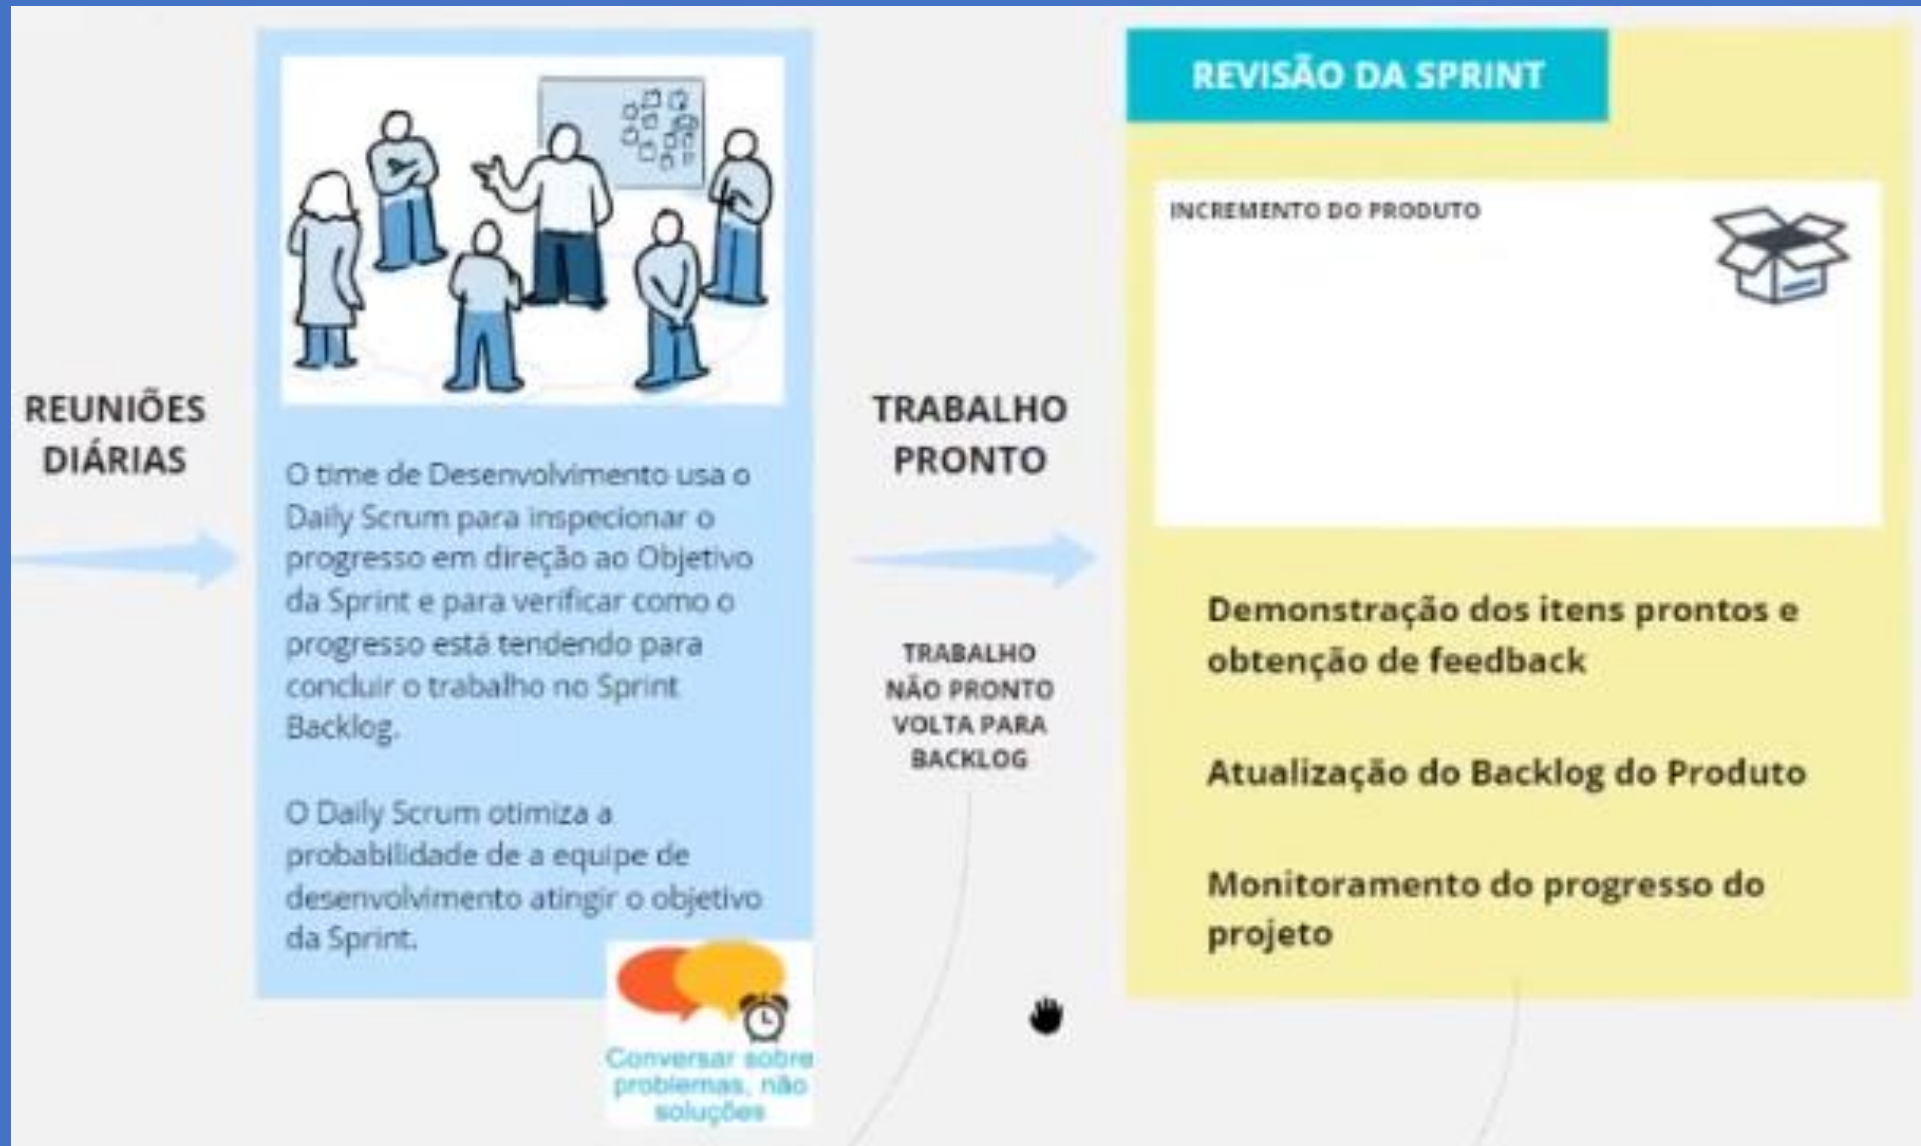 REUNIÕES
DIÁRIAS
O time de Desenvolvimento usa o
Daily Scrum para inspecionar o
progresso em direção ao Objetivo
da Sprint e para verificar como o
progresso está tendendo para
concluir o trabalho no Sprint
Backlog.
O Daily Scrum otimiza a
probabilidade de a equipe de
desenvolvimento atingir o objetivo
da Sprint.
Conversar sobre
problemas, não
soluções
TRABALHO
PRONTO
TRABALHO
NÃO PRONTO
VOLTA PARA
BACKLOG
REVISÃO DA SPRINT
INCREMENTO DO PRODUTO
Demonstração dos itens prontos e
obtenção de feedback
Atualização do Backlog do Produto
Monitoramento do progresso do
projeto